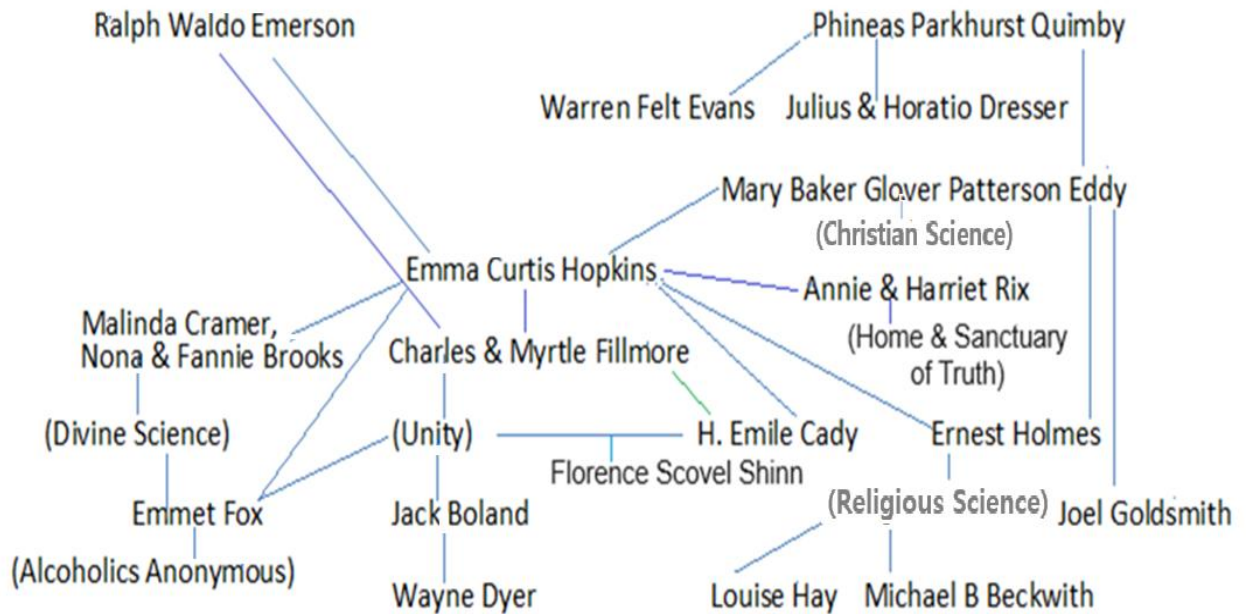 Ralph Waldo Emerson
Phineas Parkhurst Quimby
Warren Felt Evans
Julius & Horatio Dresser
Mary Baker Glover Patterson Eddy
(Christian Science)
Emma Curtis Hopkins
Annie & Harriet Rix
(Home & Sanctuary
of Truth)
Malinda Cramer,
Nona & Fannie Brooks
Charles & Myrtle Fillmore
(Divine Science)
(Unity)
H. Emile Cady
Ernest Holmes
Florence Scovel Shinn
(Religious Science)
Emmet Fox
Jack Boland
Joel Goldsmith
(Alcoholics Anonymous)
Wayne Dyer
Louise Hay
Michael B Beckwith